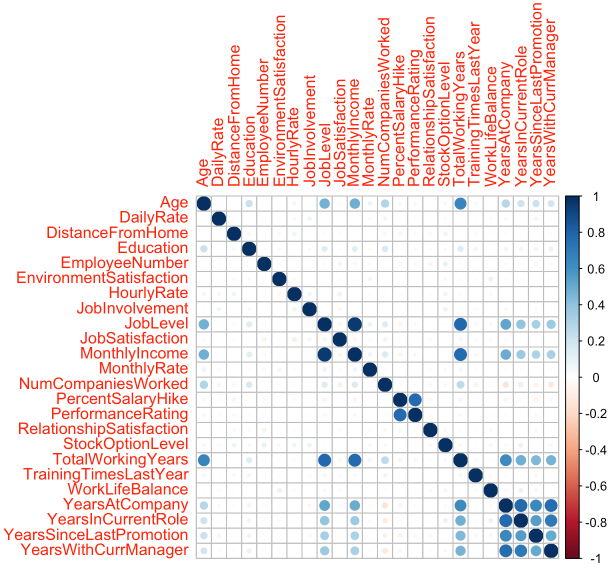 Age
DailyRate
DistanceFromHome
Education
EmployeeNumber
EnvironmentSatisfaction
HourlyRate
JobInvolvement
JobLevel
JobSatisfaction
MonthlyIncome
MonthlyRate
NumCompaniesWorked
PercentSalaryHike
PerformanceRating
RelationshipSatisfaction
StockOptionLevel
TotalWorkingYears
TrainingTimesLastYear
WorkLifeBalance
YearsAtCompany
YearsInCurrentRole
YearsSinceLastPromotion
YearsWithCurrManager
Age
DailyRate
DistanceFromHome
Education
EmployeeNumber
EnvironmentSatisfaction
HourlyRate
JobInvolvement
JobLevel
JobSatisfaction
MonthlyIncome
MonthlyRate
NumCompaniesWorked
PercentSalaryHike
PerformanceRating
RelationshipSatisfaction
StockOptionLevel
TotalWorkingYears
TrainingTimesLastYear
WorkLifeBalance
YearsAtCompany
YearsInCurrentRole
YearsSinceLastPromotion
YearsWithCurrManager
1
0.8
0.6
0.4
0.2
0
-0.2
-0.4
-0.6
-0.8
-1